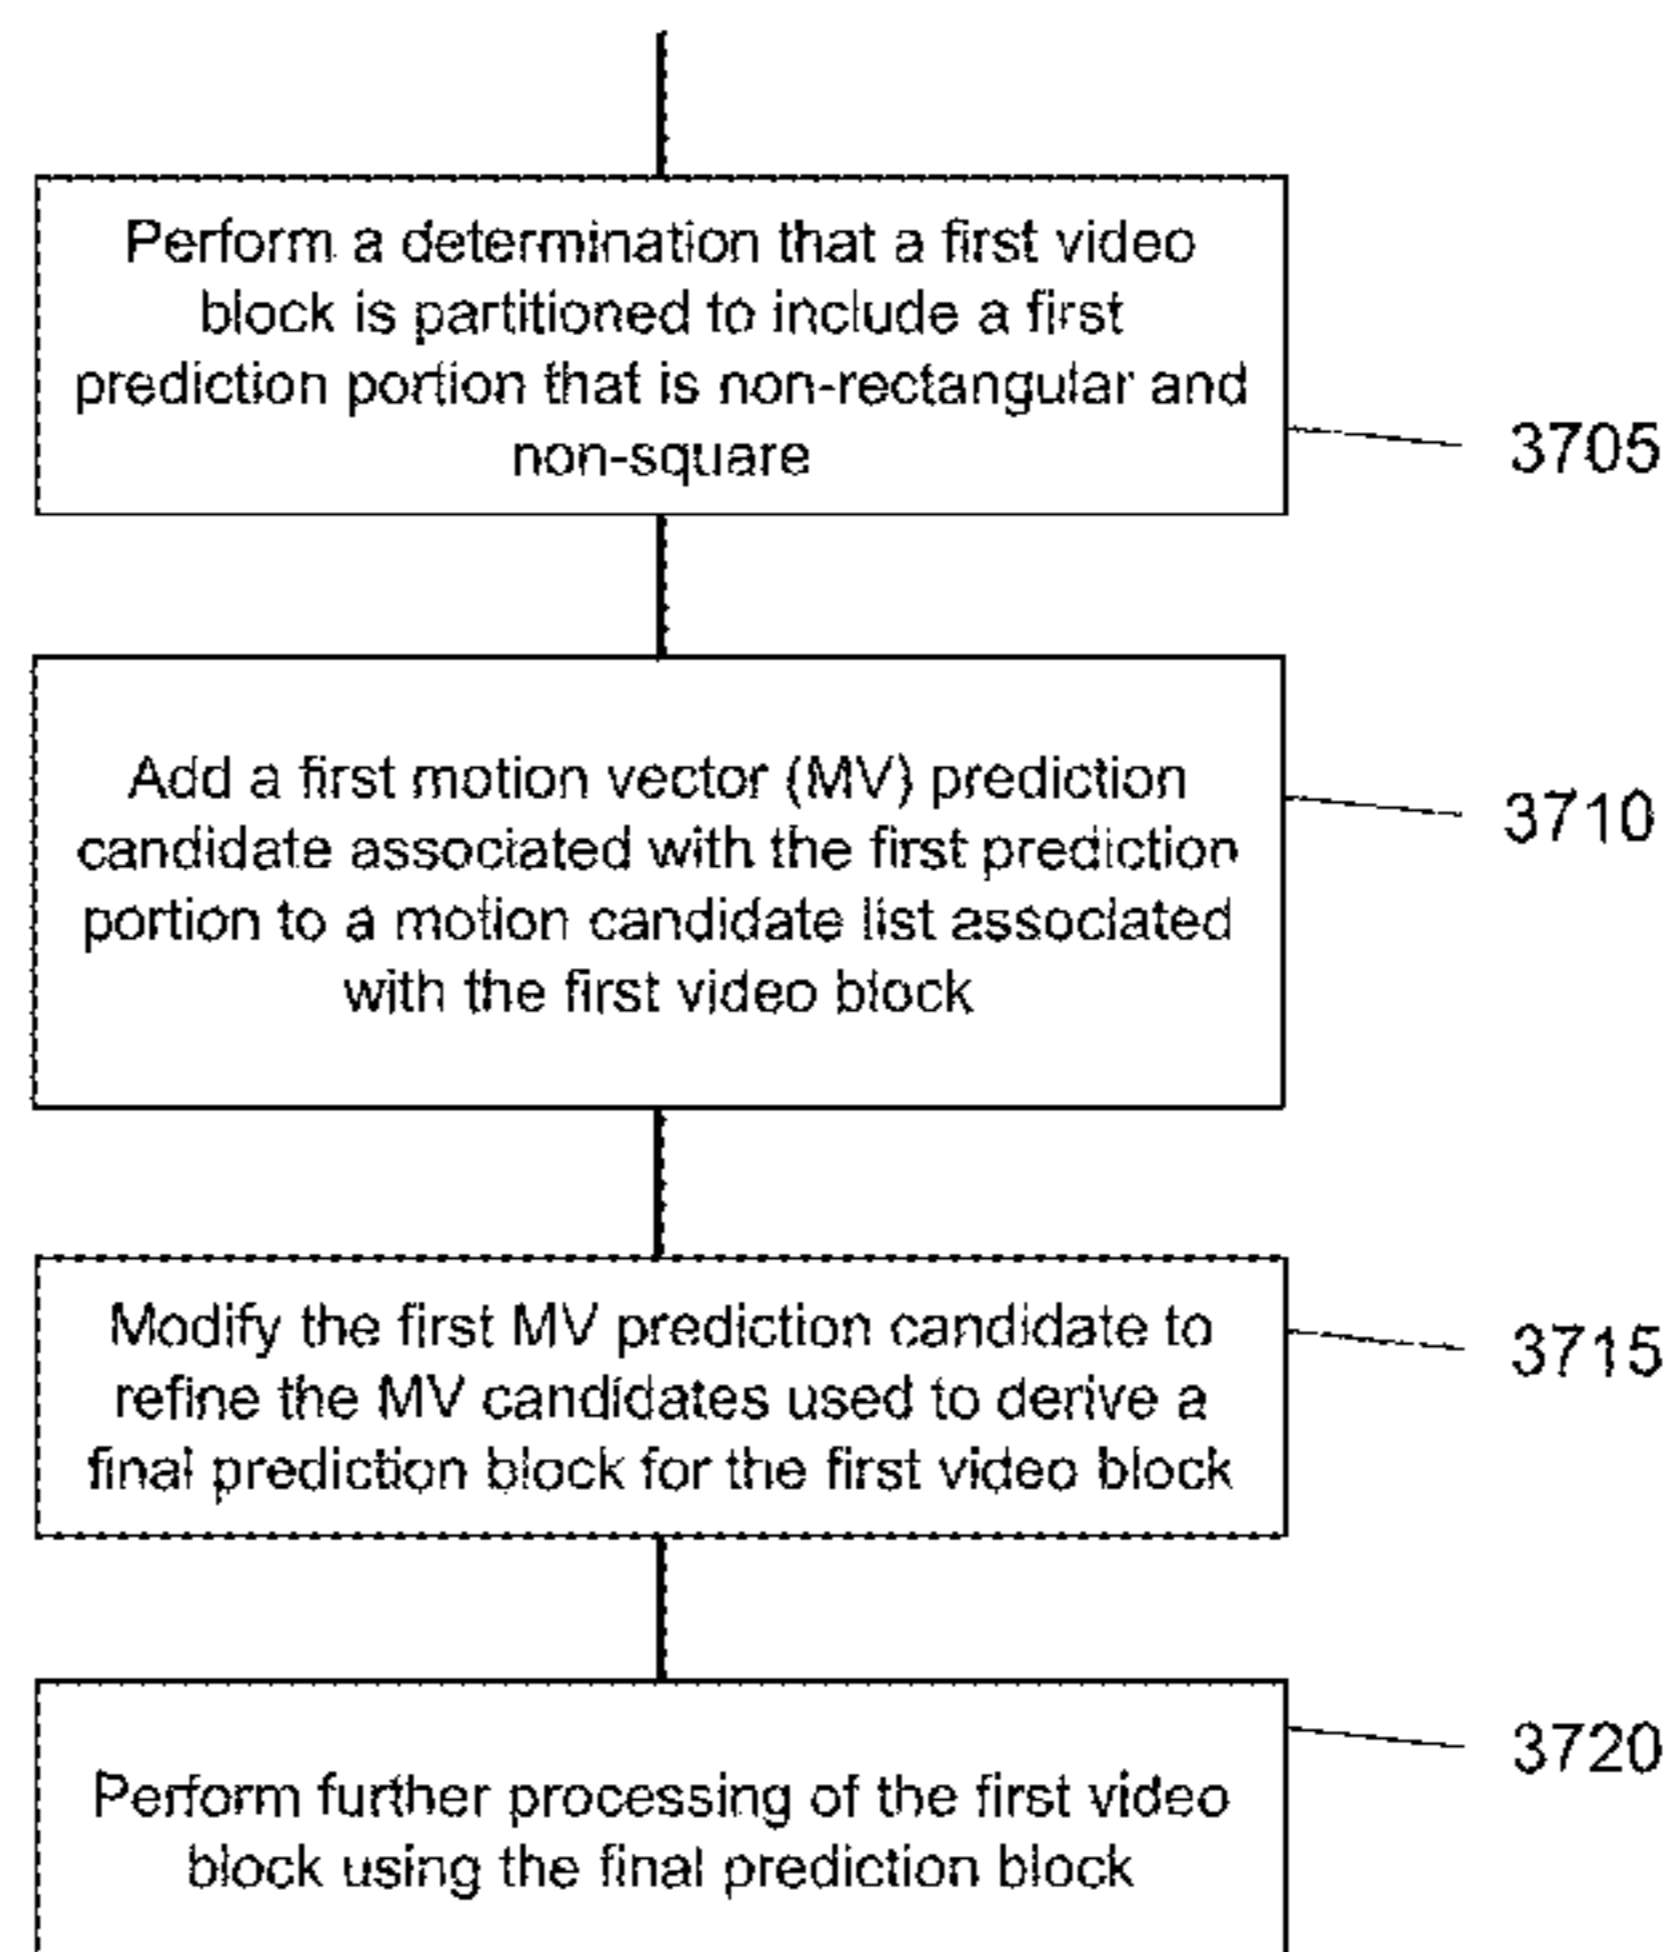 Perform a determination that a first video
block is partitioned to include a first
prediction portion that is non-rectangular and
non-square
3705
Add a first motion vector (MV) prediction
candidate associated with the first prediction
portion to a motion candidate list associated
with the first video block
3710
Modify the first MV prediction candidate to
refine the MV candidates used to derive a
final prediction block for the first video block
3715
Perform further processing of the first video
block using the final prediction block
3720